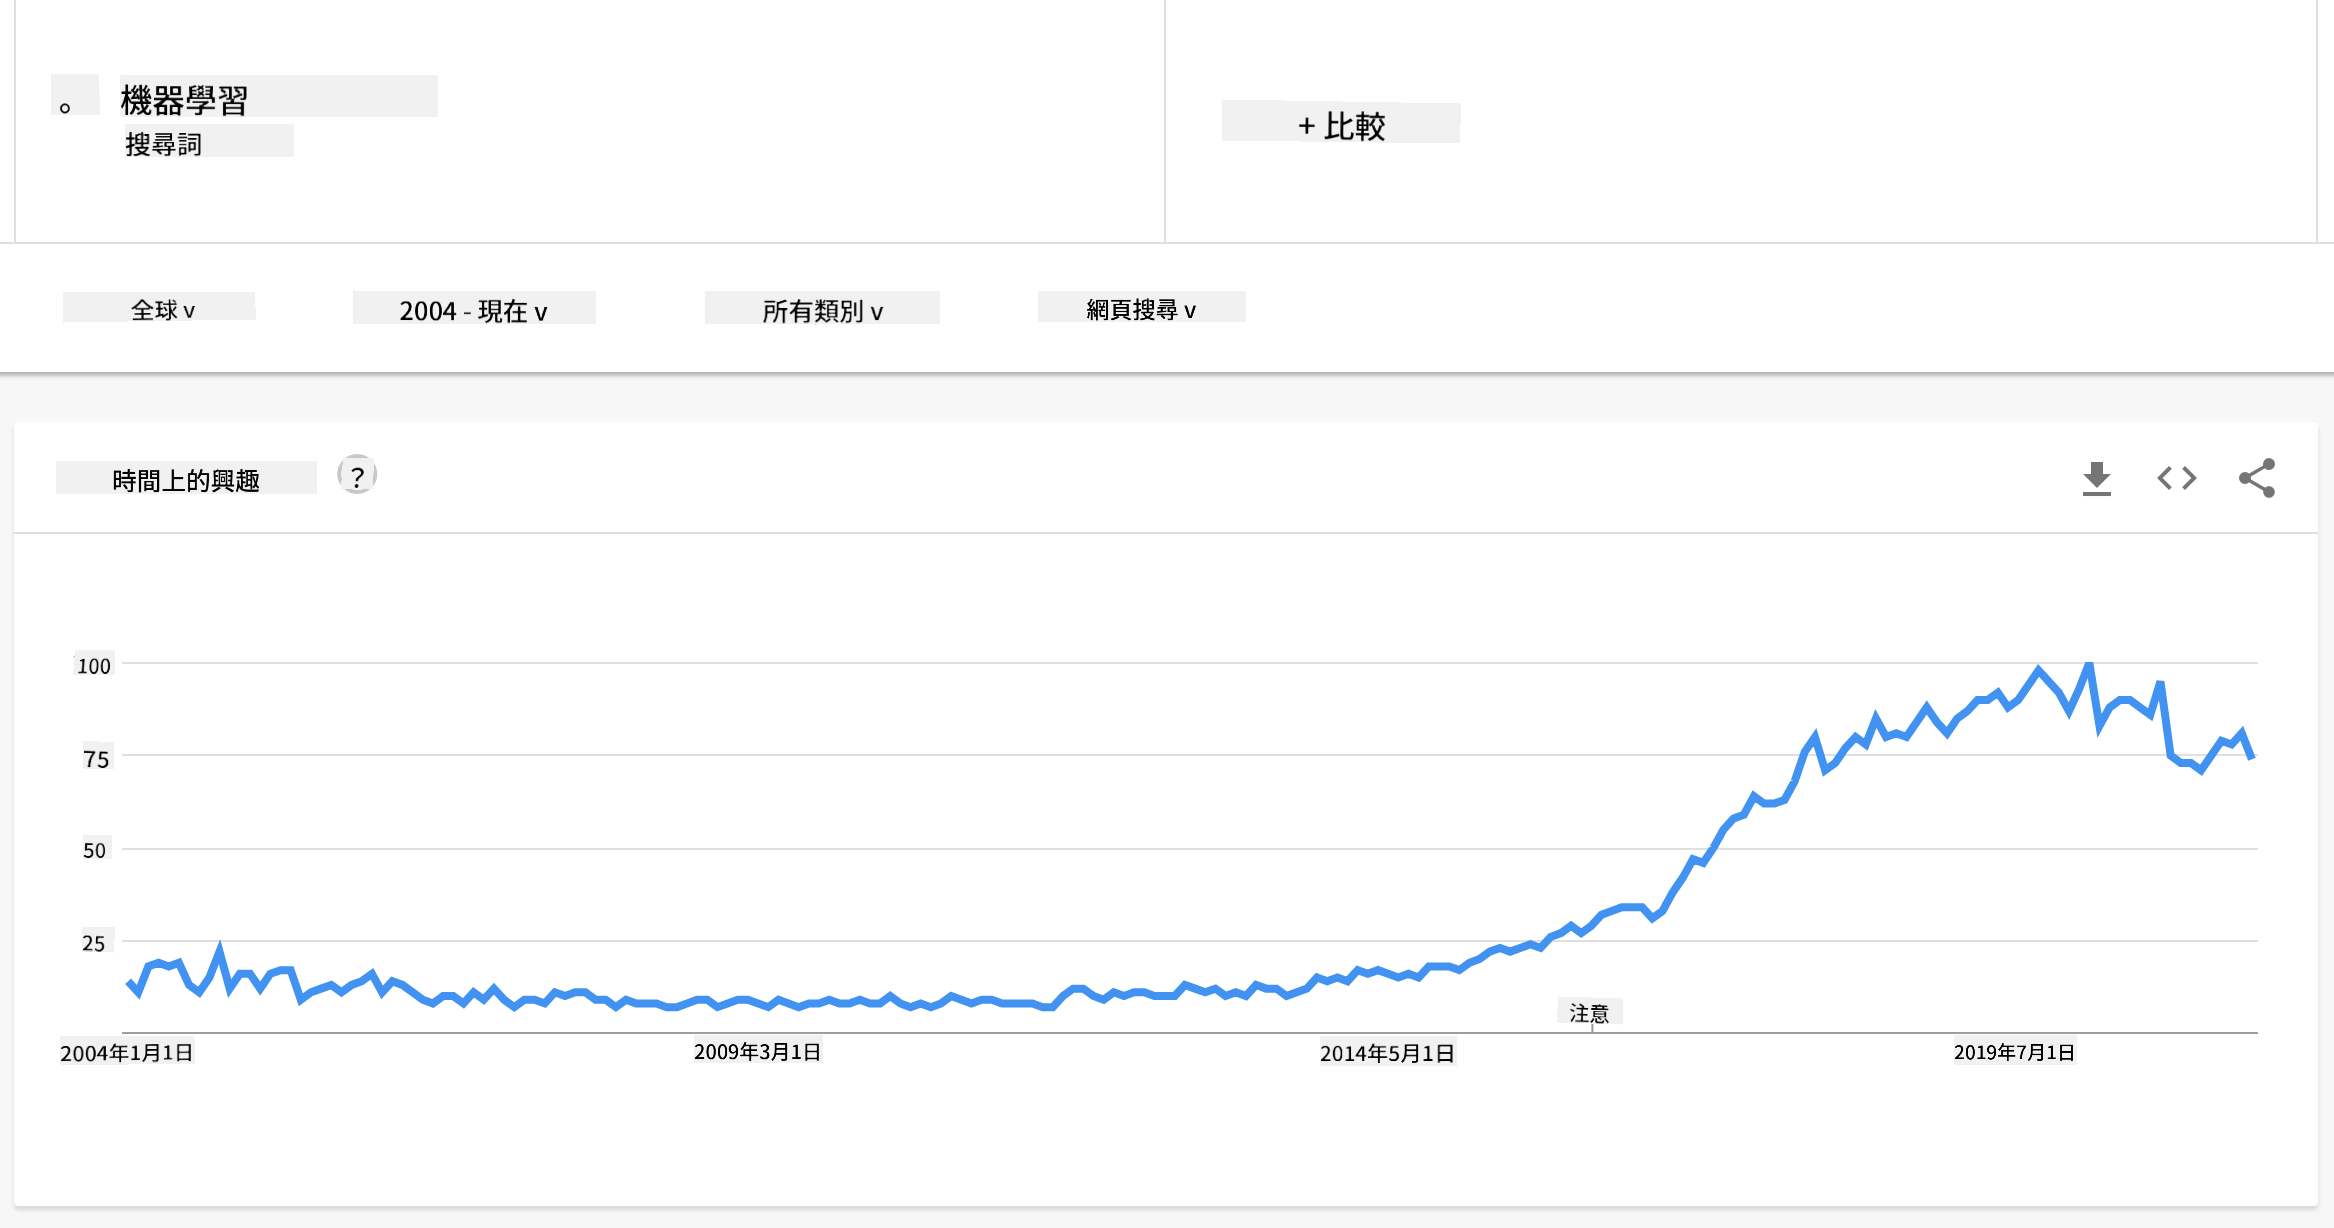 。 機器學習
搜尋詞
+ 比較
全球 v 2004 - 現在 v 所有類別 v 網頁搜尋 v
時間上的興趣 ?
100
75
50
25
注意
2004年1月1日 2009年3月1日 2014年5月1日 2019年7月1日